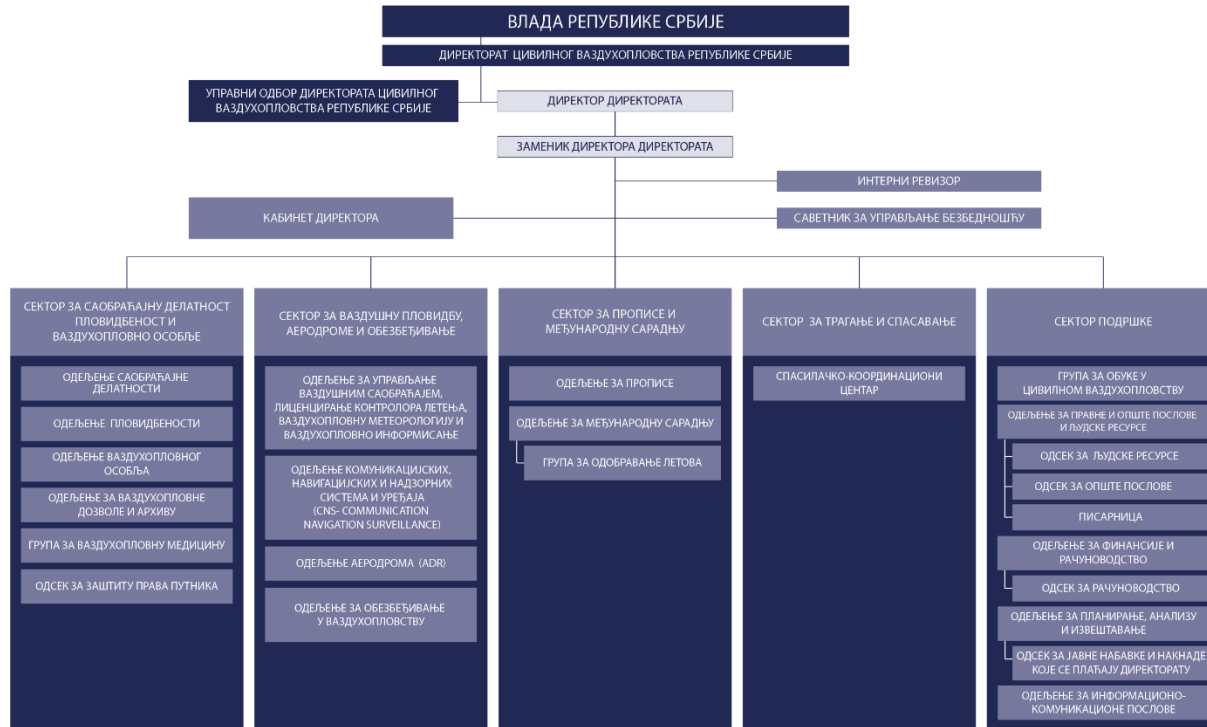 ВЛАДА РЕПУБЛИКЕ СРБИЈЕ
ДИРЕКТОРАТ ЦИВИЛНОГ ВАЗДУХОПЛОВСТВА РЕПУБЛИКЕ СРБИЈЕ
УПРАВНИ ОДБОР ДИРЕКТОРАТА ЦИВИЛНОГ
ВАЗДУХОПЛОВСТВА РЕПУБЛИКЕ СРБИЈЕ
ДИРЕКТОР ДИРЕКТОРАТА
ЗАМЕНИК ДИРЕКТОРА ДИРЕКТОРАТА
ИНТЕРНИ РЕВИЗОР
КАБИНЕТ ДИРЕКТОРА
САВЕТНИК ЗА УПРАВЉАЊЕ БЕЗБЕДНОШЋУ
СЕКТОР ЗА САОБРАЋАЈНУ ДЕЛАТНОСТ
ПЛОВИДБЕНОСТ И
ВАЗДУХОПЛОВНО ОСОБЉЕ
ОДЕЉЕЊЕ САОБРАЋАЈНЕ
ДЕЛАТНОСТИ
ОДЕЉЕЊЕ ПЛОВИДБЕНОСТИ
ОДЕЉЕЊЕ ВАЗДУХОПЛОВНОГ
ОСОБЉА
ОДЕЉЕЊЕ ЗА ВАЗДУХОПЛОВНЕ
ДОЗВОЛЕ И АРХИВУ
ГРУПА ЗА ВАЗДУХОПЛОВНУ МЕДИЦИНУ
ОДСЕК ЗА ЗАШТИТУ ПРАВА ПУТНИКА
СЕКТОР ЗА ВАЗДУШНУ ПЛОВИДБУ,
АЕРОДРОМЕ И ОБЕЗБЕЂИВАЊЕ
ОДЕЉЕЊЕ ЗА УПРАВЉАЊЕ
ВАЗДУШНИМ САОБРАЋАЈЕМ,
ЛИЦЕНЦИРАЊЕ КОНТРОЛОРА ЛЕТЕЊА,
ВАЗДУХОПЛОВНУ МЕТЕОРОЛОГИЈУ И
ВАЗДУХОПЛОВНО ИНФОРМИСАЊЕ
ОДЕЉЕЊЕ КОМУНИКАЦИЈСКИХ,
НАВИГАЦИЈСКИХ И НАДЗОРНИХ
СИСТЕМА И УРЕЂАЈА
(CNS- COMMUNICATION
NAVIGATION SURVEILLANCE)
ОДЕЉЕЊЕ АЕРОДРОМА (ADR)
ОДЕЉЕЊЕ ЗА ОБЕЗБЕЂИВАЊЕ
У ВАЗДУХОПЛОВСТВУ
СЕКТОР ЗА ПРОПИСЕ И
МЕЂУНАРОДНУ САРАДЊУ
ОДЕЉЕЊЕ ЗА ПРОПИСЕ
ОДЕЉЕЊЕ ЗА МЕЂУНАРОДНУ САРАДЊУ
ГРУПА ЗА ОДОБРАВАЊЕ ЛЕТОВА
СЕКТОР ЗА ТРАГАЊЕ И СПАСАВАЊЕ
СПАСИЛАЧКО-КООРДИНАЦИОНИ
ЦЕНТАР
СЕКТОР ПОДРШКЕ
ГРУПА ЗА ОБУКЕ У
ЦИВИЛНОМ ВАЗДУХОПЛОВСТВУ
ОДЕЉЕЊЕ ЗА ПРАВНЕ И ОПШТЕ ПОСЛОВЕ
И ЉУДСКЕ РЕСУРСЕ
ОДСЕК ЗА ЉУДСКЕ РЕСУРСЕ
ОДСЕК ЗА ОПШТЕ ПОСЛОВЕ
ПИСАРНИЦА
ОДЕЉЕЊЕ ЗА ФИНАНСИЈЕ И
РАЧУНОВОДСТВО
ОДСЕК ЗА РАЧУНОВОДСТВО
ОДЕЉЕЊЕ ЗА ПЛАНИРАЊЕ, АНАЛИЗУ
И ИЗВЕШТАВАЊЕ
ОДСЕК ЗА ЈАВНЕ НАБАВКЕ И НАКНАДЕ
КОЈЕ СЕ ПЛАЋАЈУ ДИРЕКТОРАТУ
ОДЕЉЕЊЕ ЗА ИНФОРМАЦИОНО-
КОМУНИКАЦИОНЕ ПОСЛОВЕ